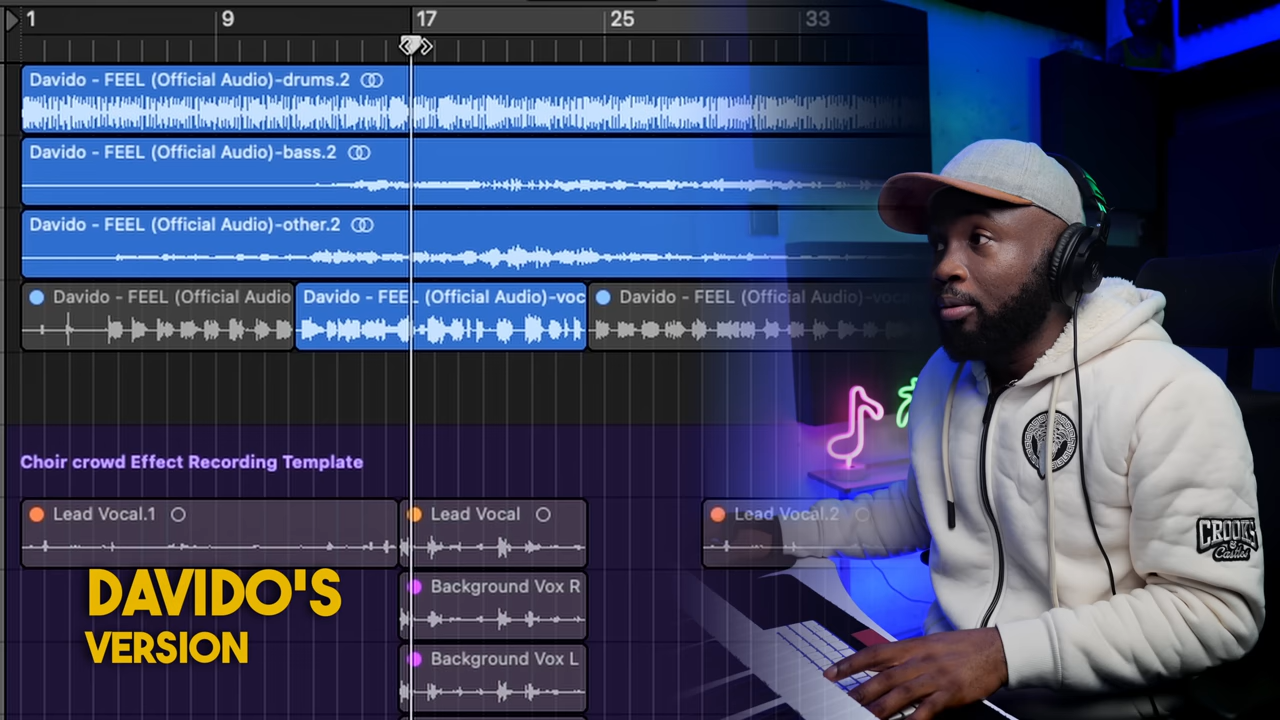 1 9 17 25 33
Davido - FEEL (Official Audio)-drums.2
Davido - FEEL (Official Audio)-bass.2
Davido - FEEL (Official Audio)-other.2
Davido - FEEL (Official Audio Davido - FEEL (Official Audio)-voc Davido - FEEL (Official Audio)-voca
Choir crowd Effect Recording Template
Lead Vocal.1 Lead Vocal Lead Vocal.2
Background Vox R
Background Vox L
DAVIDO'S
VERSION
CROOKS
& Castles